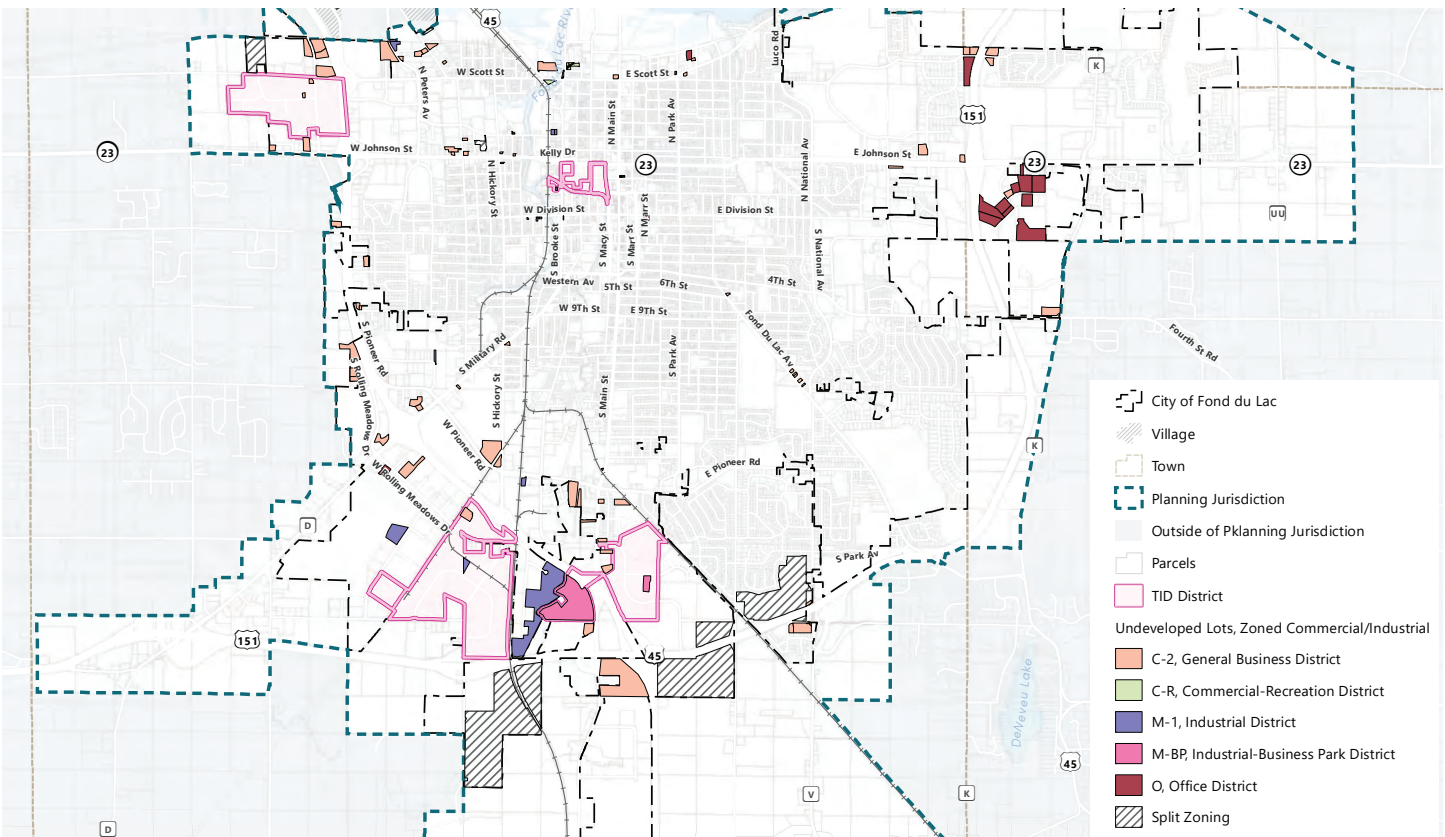 45
Fond du Lac River
Luco Rd
W Scott St
E Scott St
K
N Peters Av
N Main St
N Park Av
151
23
W Johnson St
Kelly Dr
23
N National Av
E Johnson St
23
23
N Hickory St
W Division St
N Marr St
E Division St
UU
S Brooke St
S Macy St
S Marr St
S National Av
Western Av
5Th St
6Th St
4Th St
W 9Th St
E 9Th St
Fond Du Lac Av
Fourth St Rd
S Pioneer Rd
S Military Rd
S Park Av
S Rolling Meadows Dr
S Hickory St
S Main St
W Pioneer Rd
E Pioneer Rd
K
W Rolling Meadows Dr
D
S Park Av
151
45
DeNeveu Lake
45
V
K
D
City of Fond du Lac
Village
Town
Planning Jurisdiction
Outside of Pklanning Jurisdiction
Parcels
TID District
Undeveloped Lots, Zoned Commercial/Industrial
C-2, General Business District
C-R, Commercial-Recreation District
M-1, Industrial District
M-BP, Industrial-Business Park District
O, Office District
Split Zoning